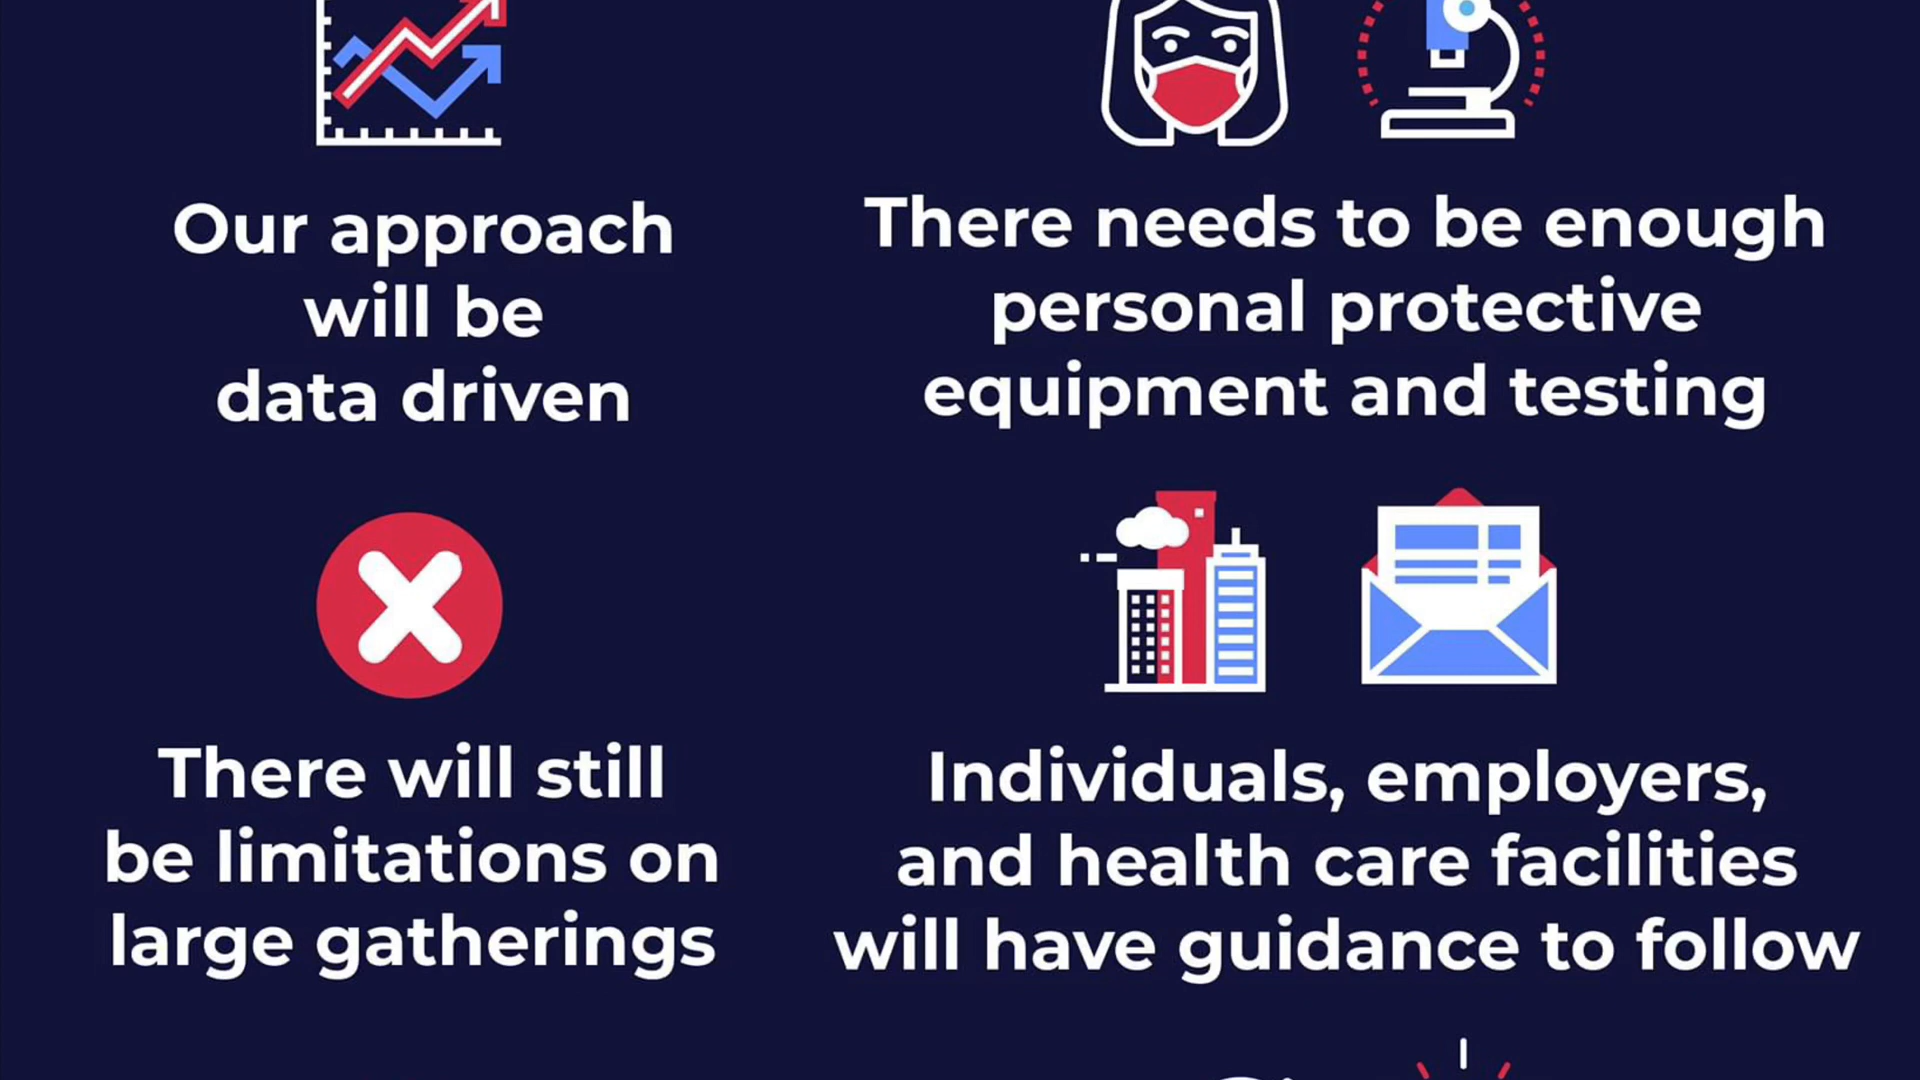 Our approach
will be
data driven
There needs to be enough
personal protective
equipment and testing
There will still
be limitations on
large gatherings
Individuals, employers,
and health care facilities
will have guidance to follow